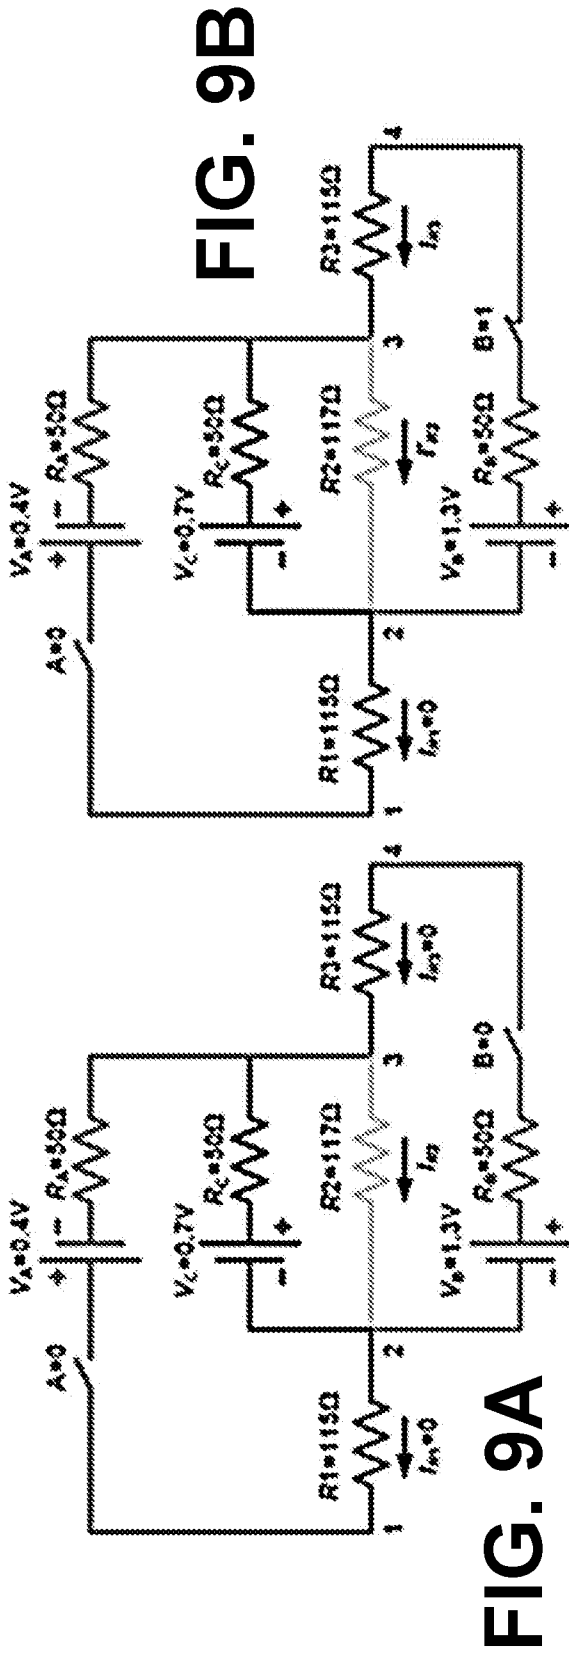 FIG. 9A
VA=0.4V
RA=50Ω
A=0
VC=0.7V
RC=50Ω
R1=115Ω
R2=117Ω
R3=115Ω
1
2
3
4
IR1=0
IR2
IR3=0
VB=1.3V
RB=50Ω
B=0
FIG. 9B
VA=0.4V
RA=50Ω
A=0
VC=0.7V
RC=50Ω
R1=115Ω
R2=117Ω
R3=115Ω
1
2
3
4
IR1=0
I'R2
IR3
VB=1.3V
RB=50Ω
B=1